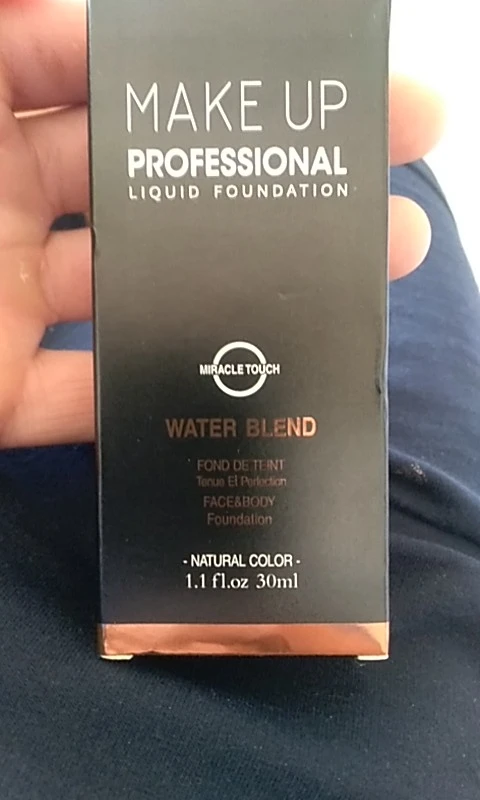 MAKE UP
PROFESSIONAL
LIQUID FOUNDATION
MIRACLE TOUCH
WATER BLEND
FOND DE TEINT
Tenue Et Perfection
FACE&BODY
Foundation
- NATURAL COLOR -
1.1 fl.oz 30ml